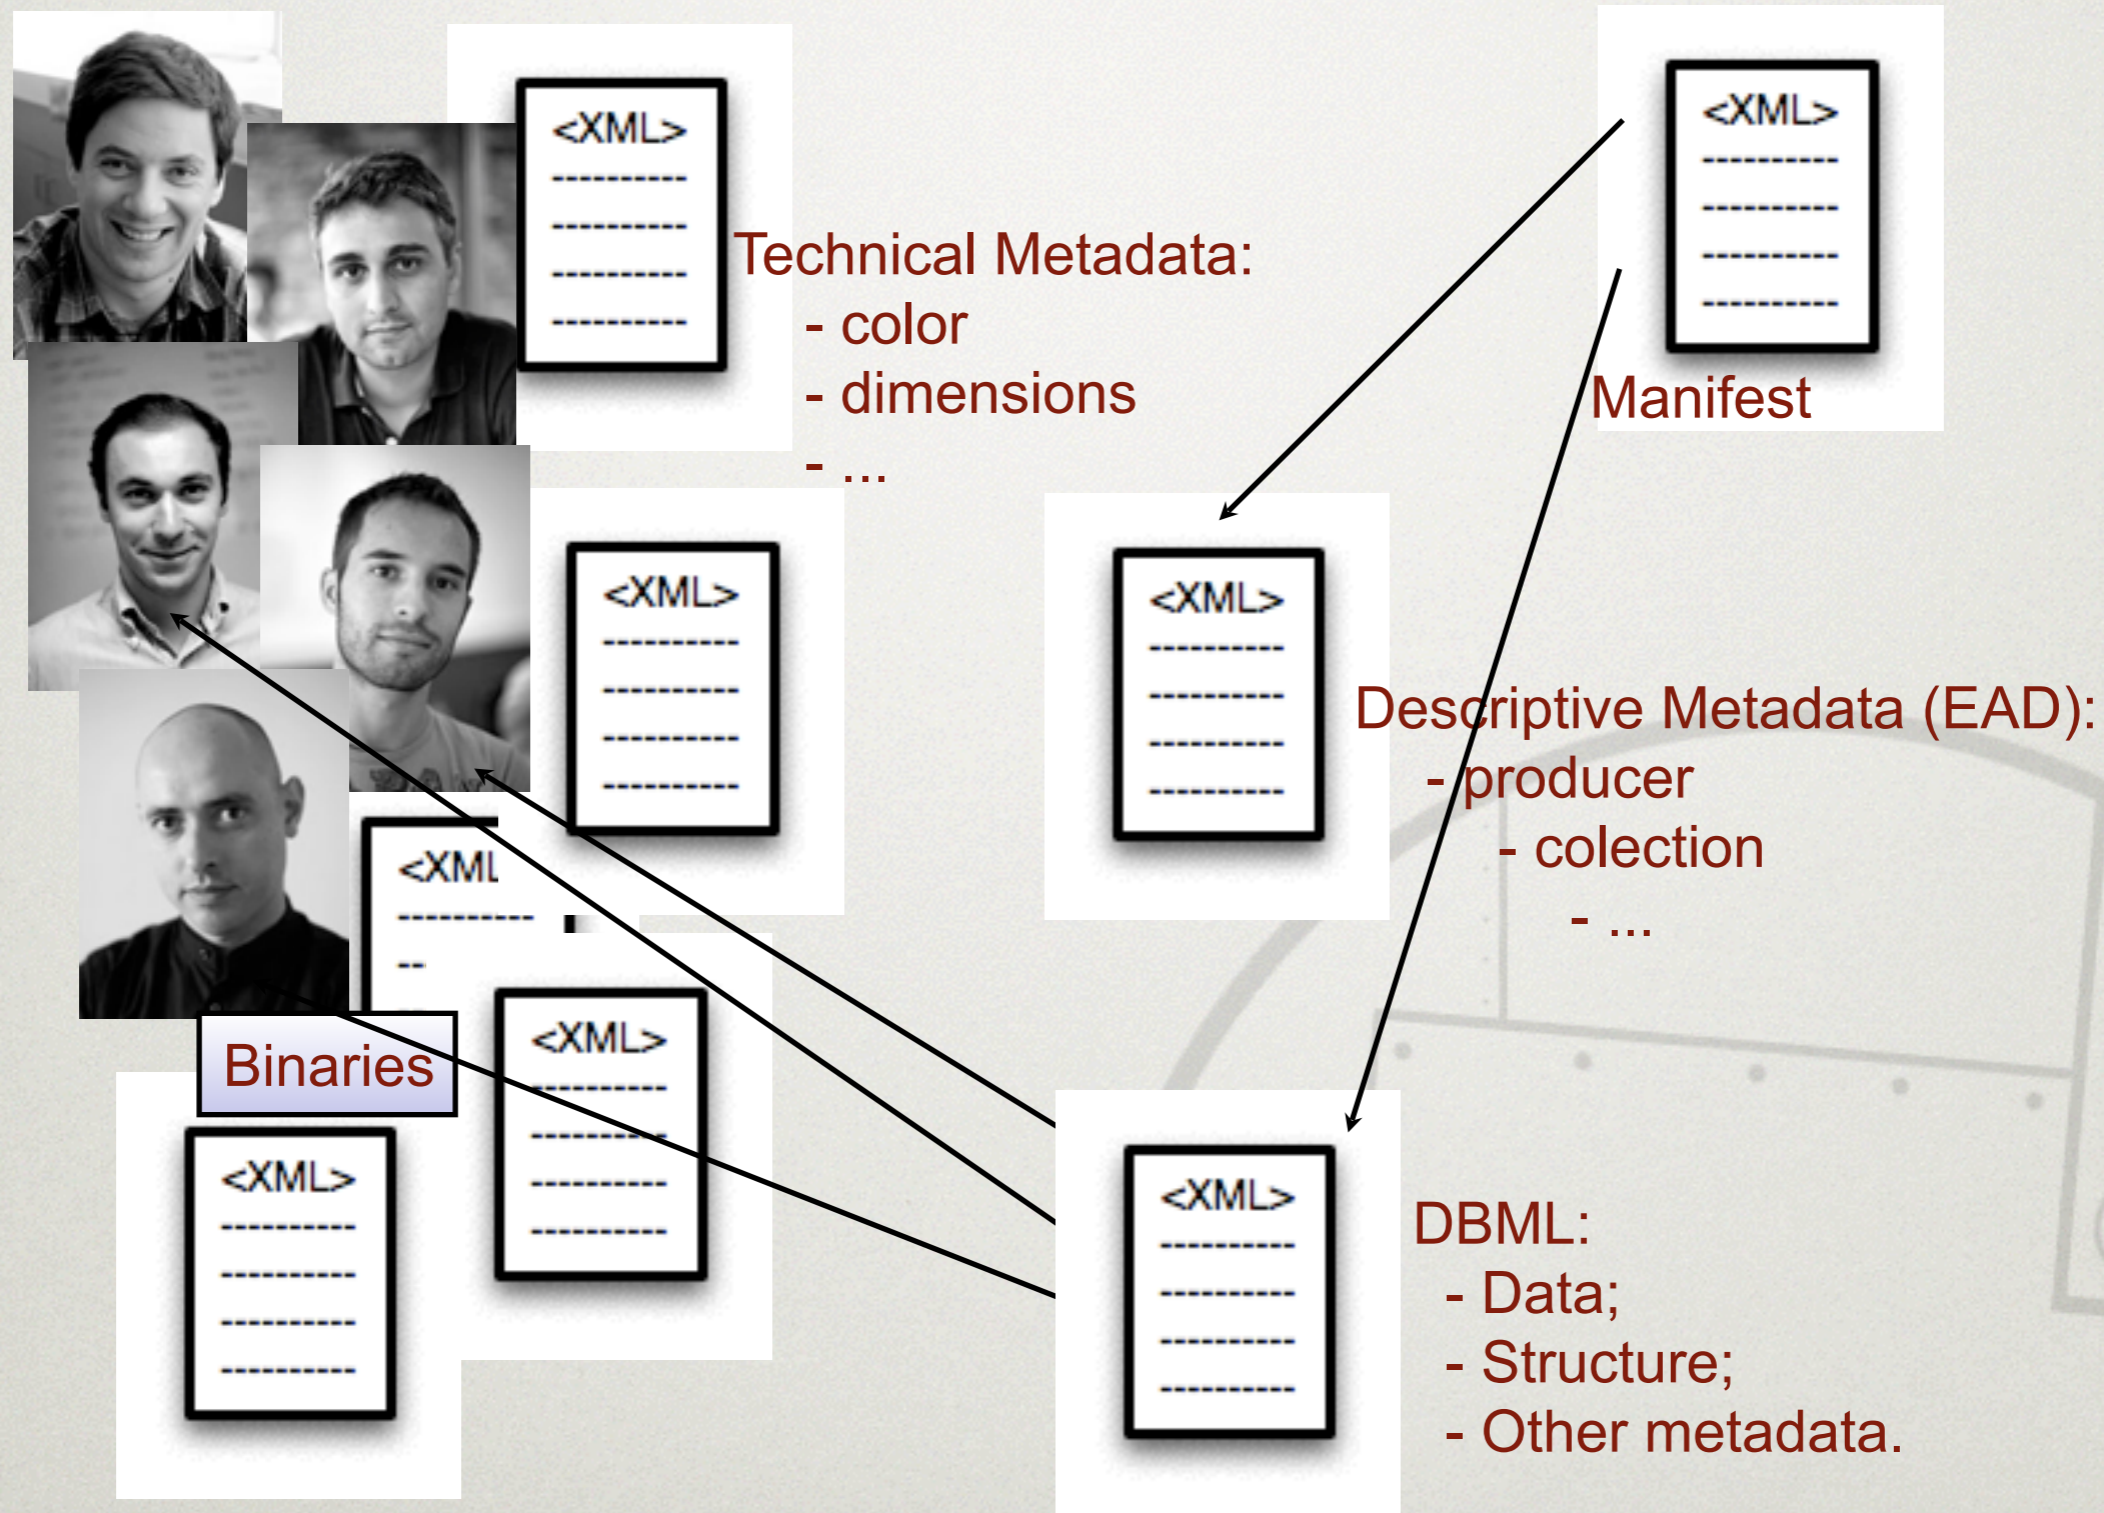 <XML>
----------
----------
----------
----------
Technical Metadata:
- color
- dimensions
- ...
<XML>
----------
----------
----------
----------
Manifest
<XML>
----------
----------
----------
----------
<XML>
----------
----------
----------
----------
Descriptive Metadata (EAD):
- producer
- colection
- ...
<XML
----------
--
Binaries
<XML>
----------
----------
----------
----------
<XML>
----------
----------
----------
----------
<XML>
----------
----------
----------
----------
DBML:
- Data;
- Structure;
- Other metadata.